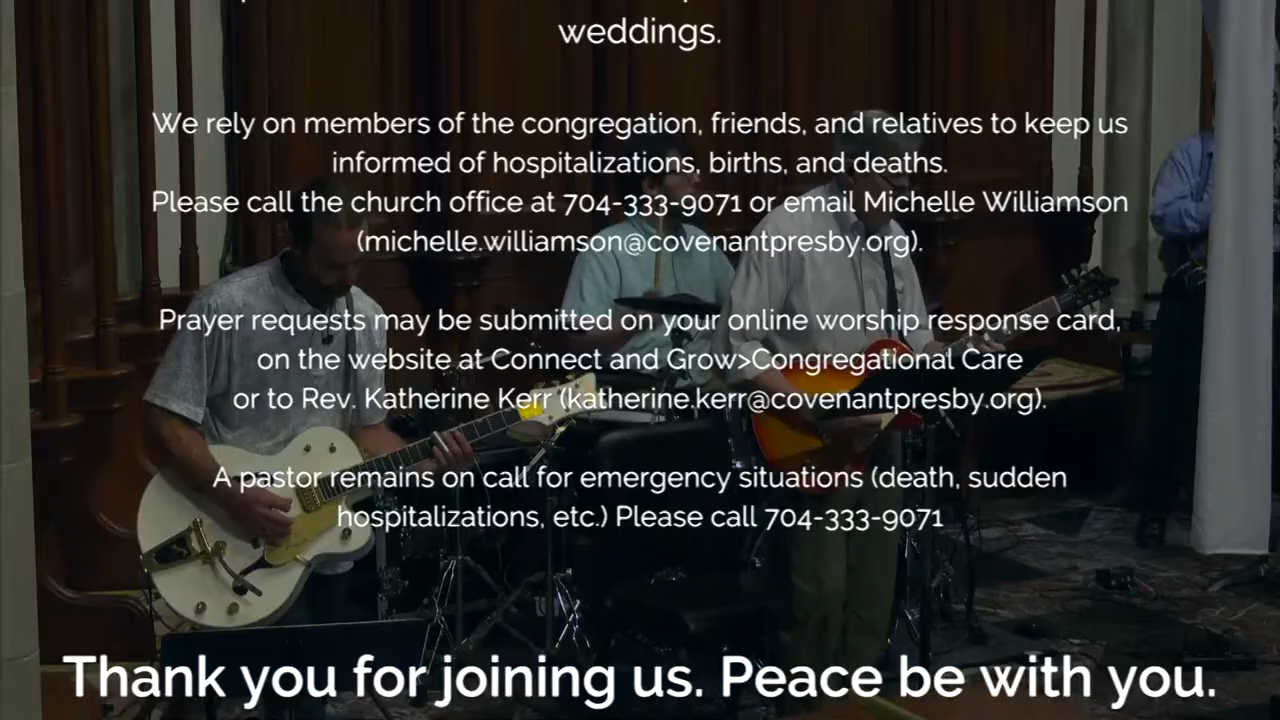 weddings.
We rely on members of the congregation, friends, and relatives to keep us
informed of hospitalizations, births, and deaths.
Please call the church office at 704-333-9071 or email Michelle Williamson
(michelle.williamson@covenantpresby.org).
Prayer requests may be submitted on your online worship response card,
on the website at Connect and Grow>Congregational Care
or to Rev. Katherine Kerr (katherine.kerr@covenantpresby.org).
A pastor remains on call for emergency situations (death, sudden
hospitalizations, etc.) Please call 704-333-9071
Thank you for joining us. Peace be with you.